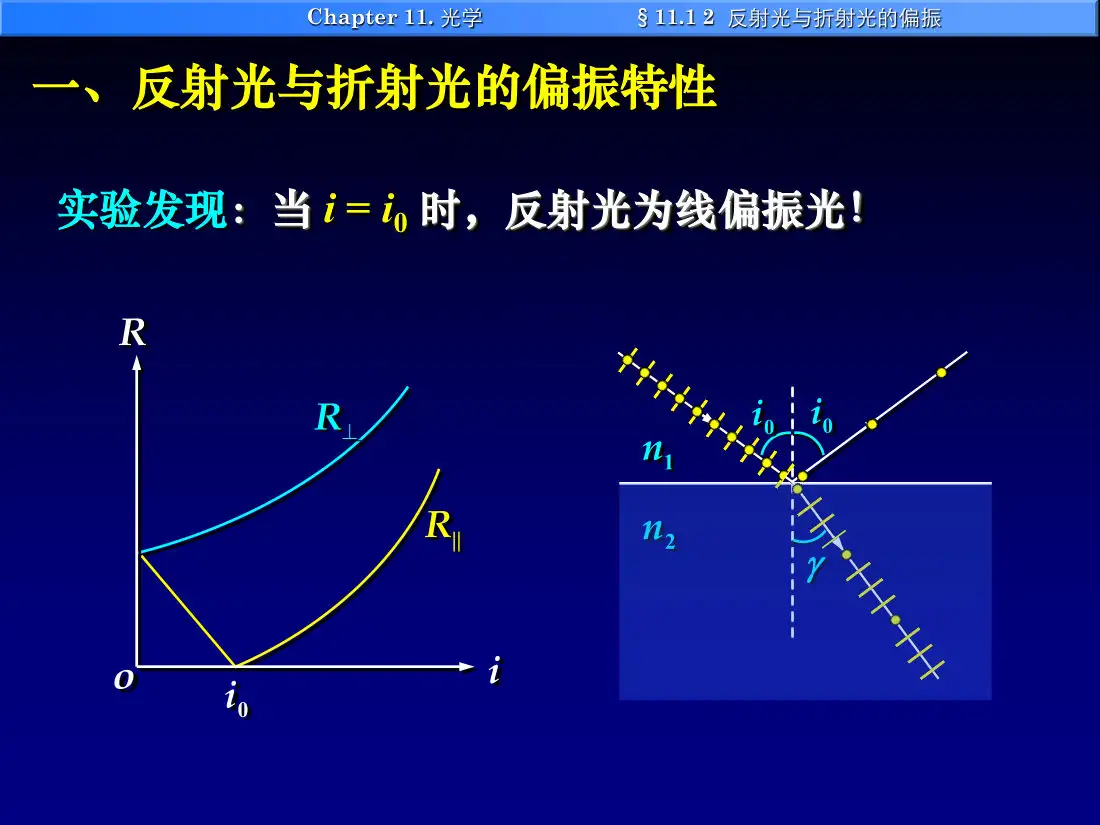 Chapter 11. 光学 §11.1 2 反射光与折射光的偏振
一、反射光与折射光的偏振特性
实验发现：当 i = i₀ 时，反射光为线偏振光！
R
R⊥
R∥
o
i₀
i
i₀ i₀
n₁
n₂
γ